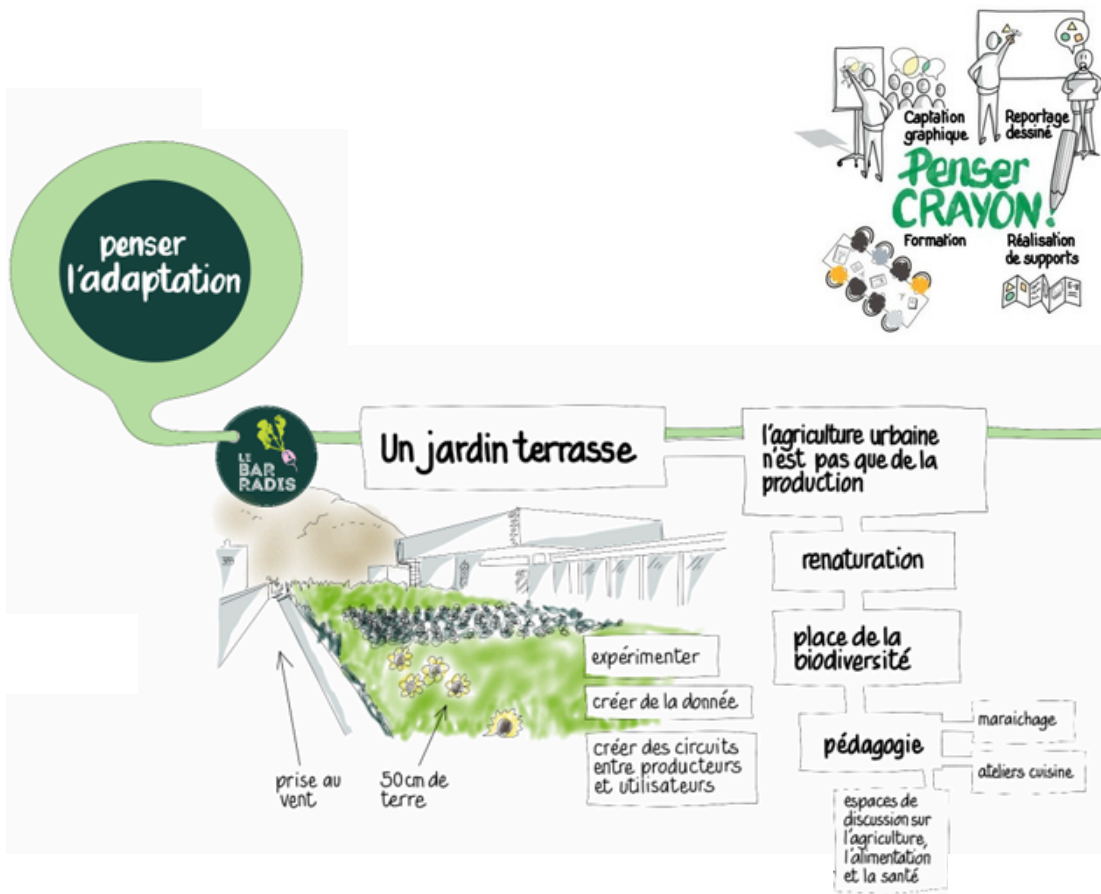 Captation
graphique
Reportage
dessiné
Penser
CRAYON!
Formation
Réalisation
de supports
penser
l'adaptation
LE
BAR
RADIS
Un jardin terrasse
l'agriculture urbaine
n'est pas que de la
production
renaturation
place de la
biodiversité
pédagogie
maraichage
ateliers cuisine
espaces de
discussion sur
l'agriculture,
l'alimentation
et la santé
expérimenter
créer de la donnée
créer des circuits
entre producteurs
et utilisateurs
prise au
vent
50cm de
terre